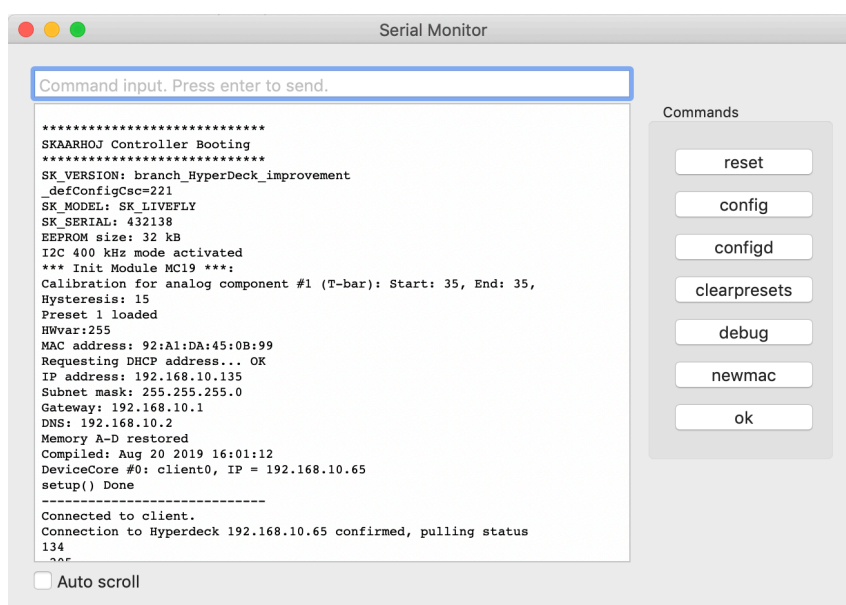 Serial Monitor
Command input. Press enter to send.
*****************************
SKAARHOJ Controller Booting
*****************************
SK_VERSION: branch_HyperDeck_improvement
_defConfigCsc=221
SK_MODEL: SK_LIVEFLY
SK_SERIAL: 432138
EEPROM size: 32 kB
I2C 400 kHz mode activated
*** Init Module MC19 ***:
Calibration for analog component #1 (T-bar): Start: 35, End: 35,
Hysteresis: 15
Preset 1 loaded
HWvar:255
MAC address: 92:A1:DA:45:0B:99
Requesting DHCP address... OK
IP address: 192.168.10.135
Subnet mask: 255.255.255.0
Gateway: 192.168.10.1
DNS: 192.168.10.2
Memory A-D restored
Compiled: Aug 20 2019 16:01:12
DeviceCore #0: client0, IP = 192.168.10.65
setup() Done
-----------------------------
Connected to client.
Connection to Hyperdeck 192.168.10.65 confirmed, pulling status
134
Auto scroll
Commands
reset
config
configd
clearpresets
debug
newmac
ok